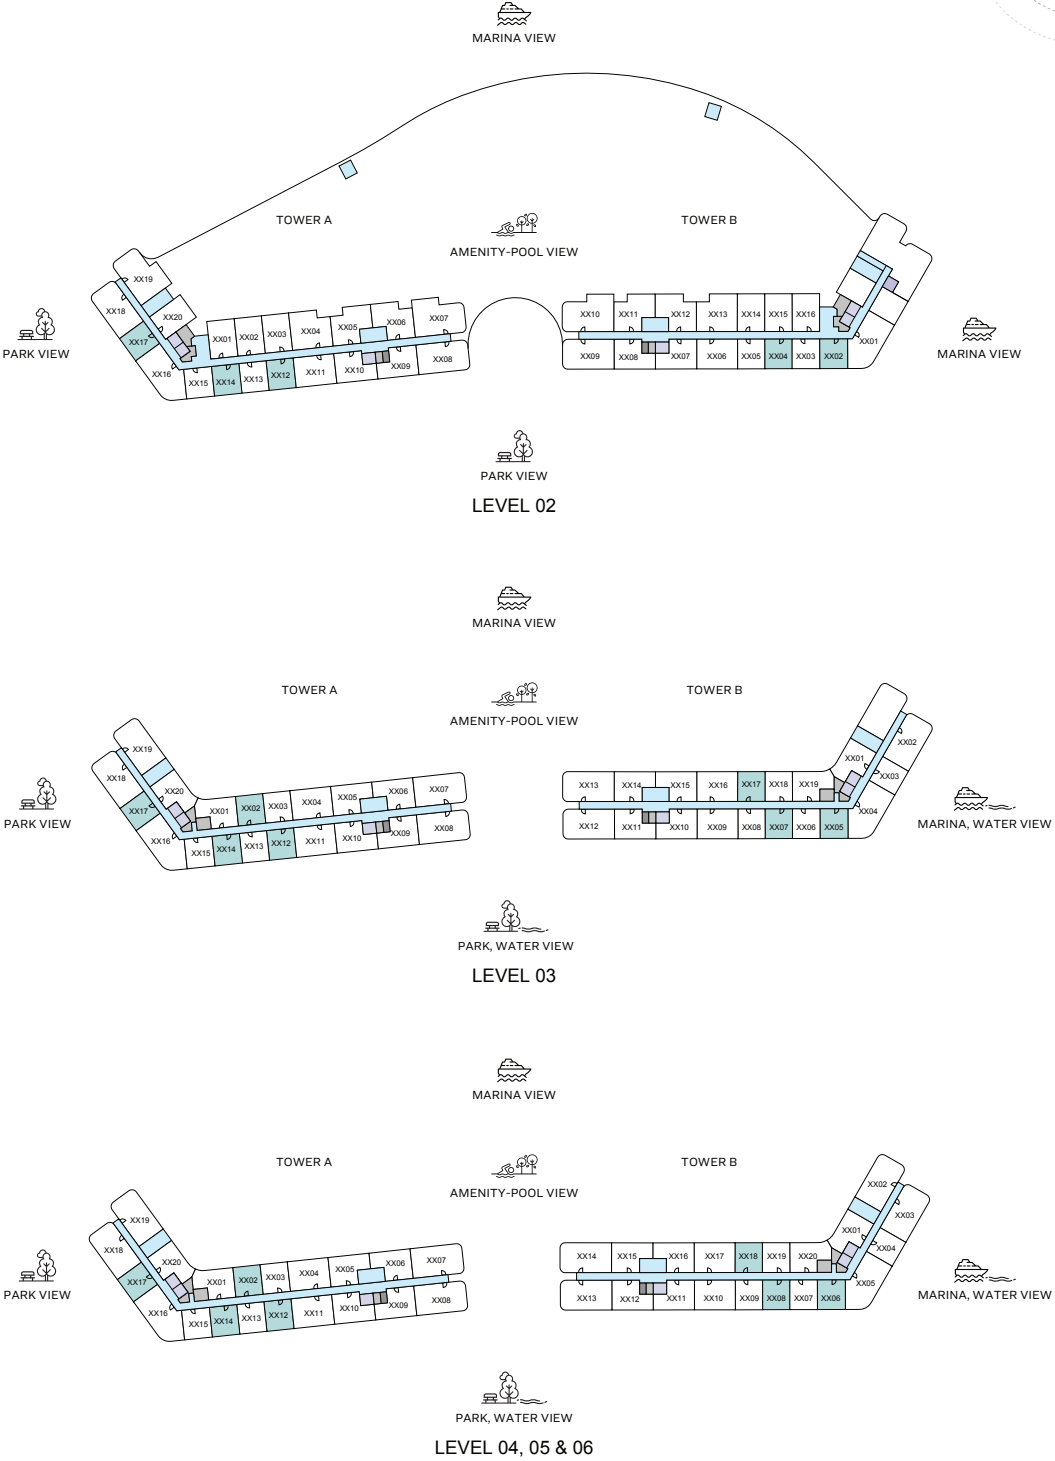 MARINA VIEW
TOWER A
TOWER B
AMENITY-POOL VIEW
XX19
XX18
XX20
XX17
XX16
XX15
XX01
XX02
XX03
XX04
XX05
XX06
XX07
XX14
XX13
XX12
XX11
XX10
XX09
XX08
XX10
XX11
XX12
XX13
XX14
XX15
XX16
XX01
XX09
XX08
XX07
XX06
XX05
XX04
XX03
XX02
PARK VIEW
MARINA VIEW
PARK VIEW
LEVEL 02
MARINA VIEW
TOWER A
TOWER B
AMENITY-POOL VIEW
XX19
XX18
XX20
XX17
XX16
XX15
XX01
XX02
XX03
XX04
XX05
XX06
XX07
XX14
XX13
XX12
XX11
XX10
XX09
XX08
XX13
XX14
XX15
XX16
XX17
XX18
XX19
XX01
XX02
XX03
XX04
XX12
XX11
XX10
XX09
XX08
XX07
XX06
XX05
PARK VIEW
MARINA, WATER VIEW
PARK, WATER VIEW
LEVEL 03
MARINA VIEW
TOWER A
TOWER B
AMENITY-POOL VIEW
XX19
XX18
XX20
XX17
XX16
XX15
XX01
XX02
XX03
XX04
XX05
XX06
XX07
XX14
XX13
XX12
XX11
XX10
XX09
XX08
XX14
XX15
XX16
XX17
XX18
XX19
XX20
XX01
XX02
XX03
XX04
XX05
XX13
XX12
XX11
XX10
XX09
XX08
XX07
XX06
PARK VIEW
MARINA, WATER VIEW
PARK, WATER VIEW
LEVEL 04, 05 & 06